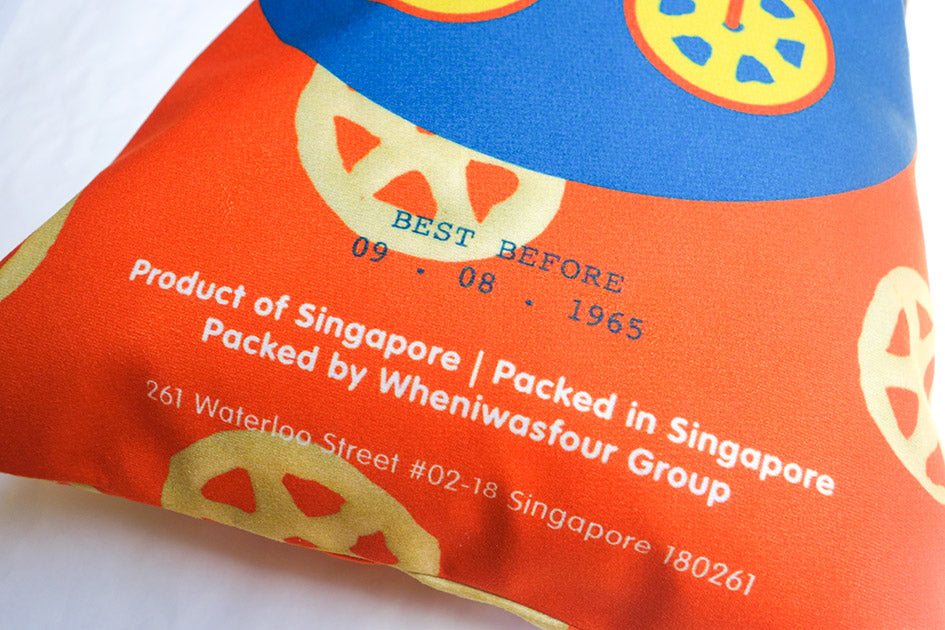 BEST BEFORE
09 . 08 . 1965
Product of Singapore | Packed in Singapore
Packed by Wheniwasfour Group
261 Waterloo Street #02-18 Singapore 180261